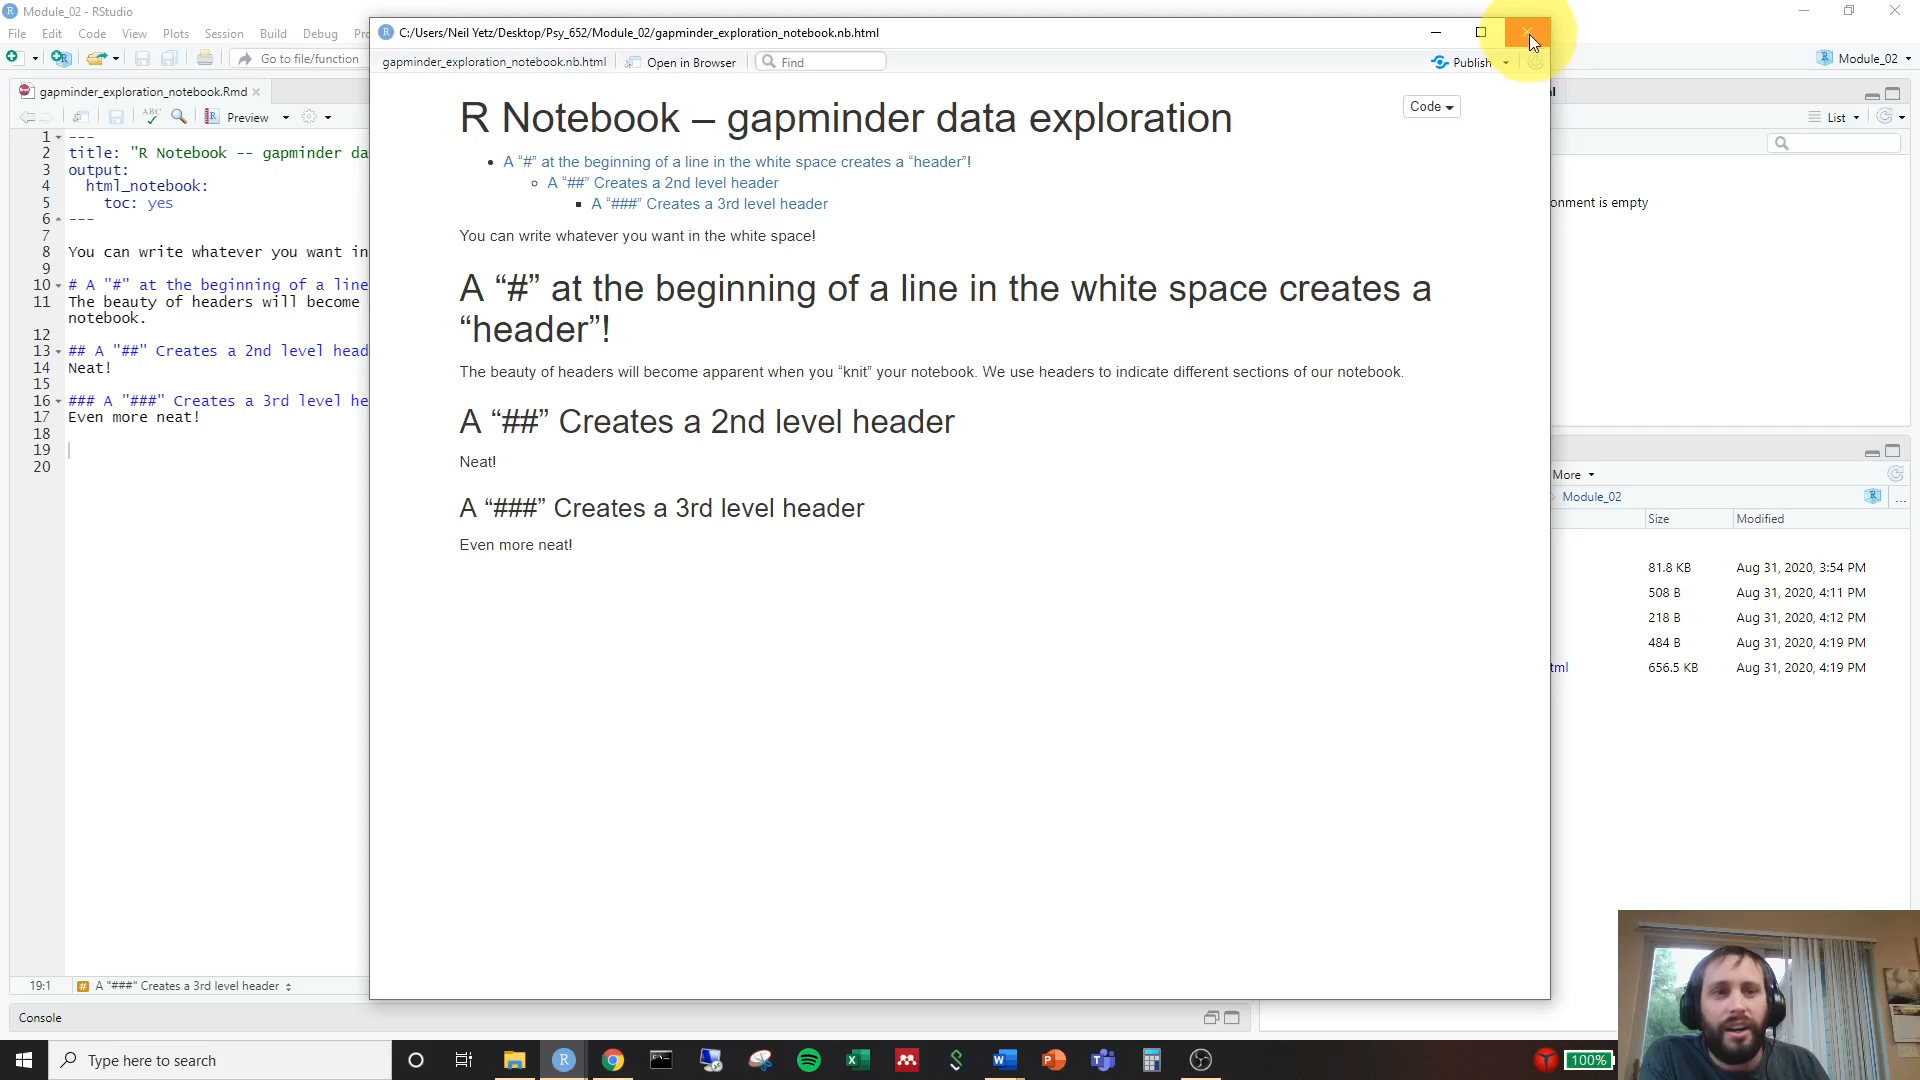 Module_02 - RStudio
File Edit Code View Plots Session Build Debug
Go to file/function
Module_02
gapminder_exploration_notebook.Rmd
Preview
1 ---
2 title: "R Notebook -- gapminder da
3 output:
4 html_notebook:
5 toc: yes
6 ---
7
8 You can write whatever you want in
9
10 # A "#" at the beginning of a line
11 The beauty of headers will become
notebook.
12
13 ## A "##" Creates a 2nd level head
14 Neat!
15
16 ### A "###" Creates a 3rd level he
17 Even more neat!
18
19
20
19:1 # A "###" Creates a 3rd level header
Console
C:/Users/Neil Yetz/Desktop/Psy_652/Module_02/gapminder_exploration_notebook.nb.html
gapminder_exploration_notebook.nb.html Open in Browser Find Publish
Code
R Notebook – gapminder data exploration
• A “#” at the beginning of a line in the white space creates a “header”!
A “##” Creates a 2nd level header
A “###” Creates a 3rd level header
You can write whatever you want in the white space!
A “#” at the beginning of a line in the white space creates a
“header”!
The beauty of headers will become apparent when you “knit” your notebook. We use headers to indicate different sections of our notebook.
A “##” Creates a 2nd level header
Neat!
A “###” Creates a 3rd level header
Even more neat!
List
onment is empty
More
Module_02
Size Modified
81.8 KB Aug 31, 2020, 3:54 PM
508 B Aug 31, 2020, 4:11 PM
218 B Aug 31, 2020, 4:12 PM
484 B Aug 31, 2020, 4:19 PM
tml 656.5 KB Aug 31, 2020, 4:19 PM
Type here to search
100%